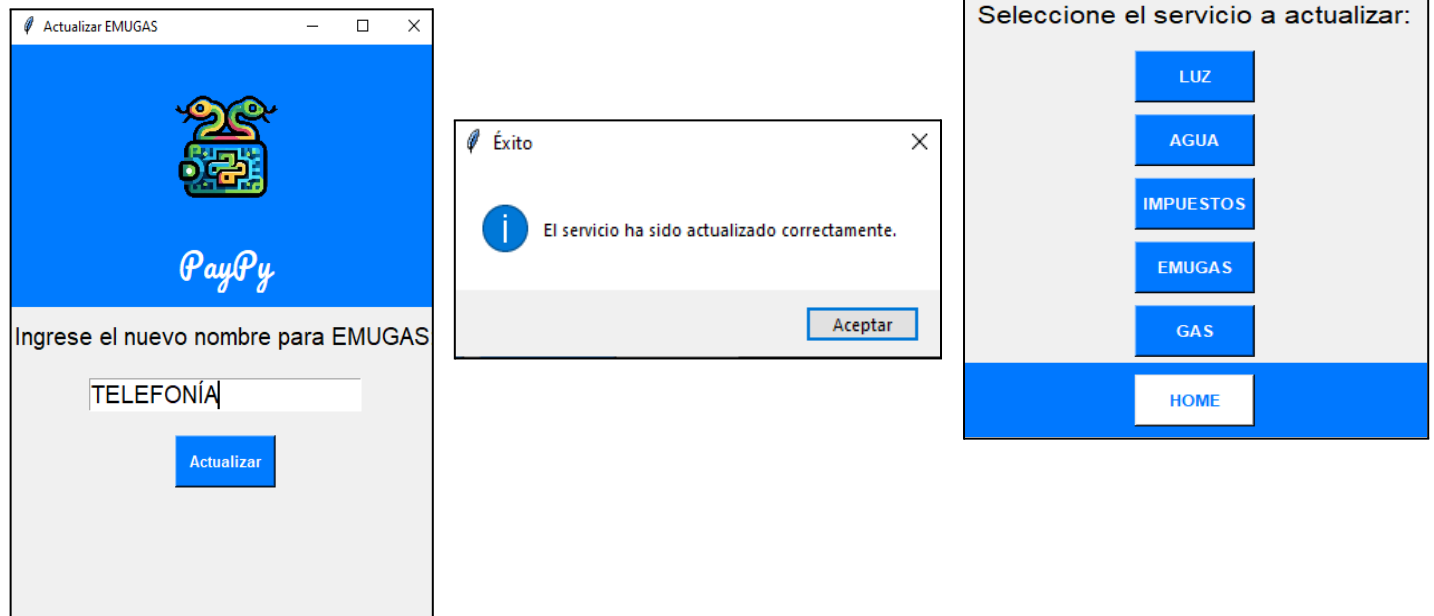 Actualizar EMUGAS
PayPy
Ingrese el nuevo nombre para EMUGAS
TELEFONÍA
Actualizar
Éxito
El servicio ha sido actualizado correctamente.
Aceptar
Seleccione el servicio a actualizar:
LUZ
AGUA
IMPUESTOS
EMUGAS
GAS
HOME